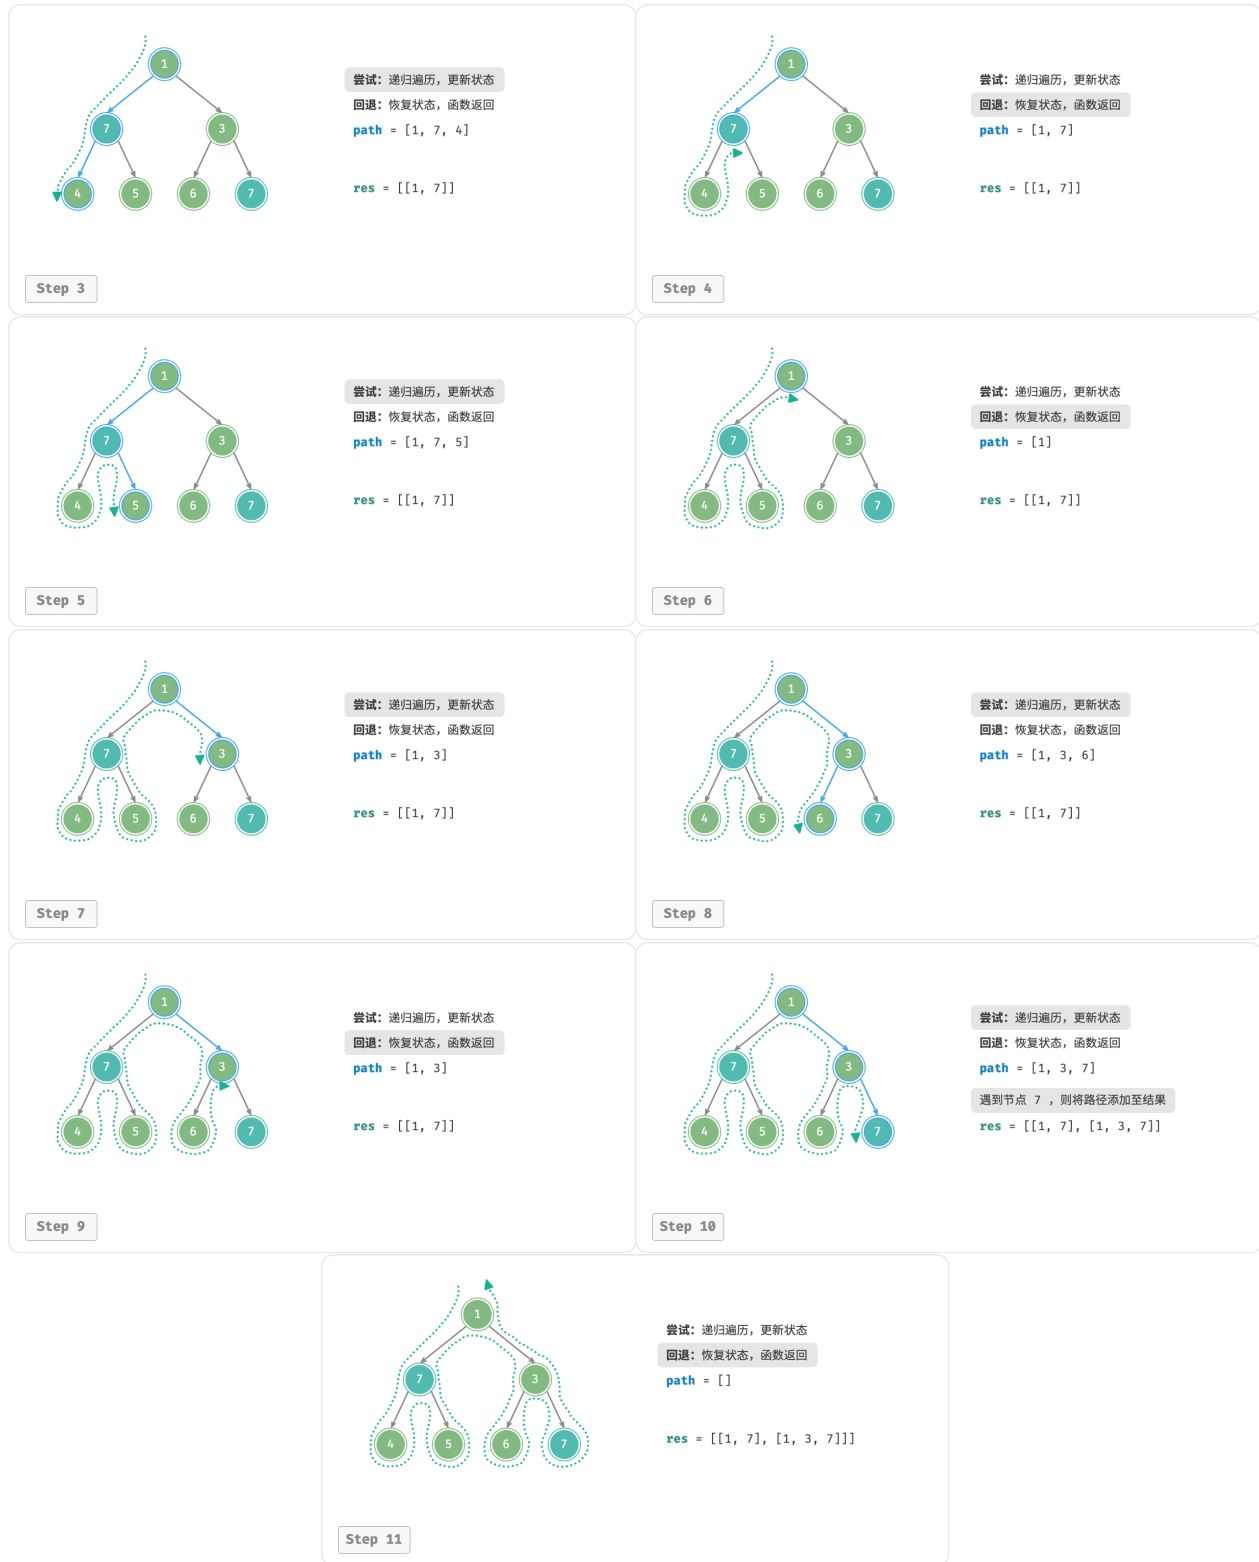 1
7
3
4
5
6
7
尝试：递归遍历，更新状态
回退：恢复状态，函数返回
path = [1, 7, 4]
res = [[1, 7]]
Step 3
1
7
3
4
5
6
7
尝试：递归遍历，更新状态
回退：恢复状态，函数返回
path = [1, 7]
res = [[1, 7]]
Step 4
1
7
3
4
5
6
7
尝试：递归遍历，更新状态
回退：恢复状态，函数返回
path = [1, 7, 5]
res = [[1, 7]]
Step 5
1
7
3
4
5
6
7
尝试：递归遍历，更新状态
回退：恢复状态，函数返回
path = [1]
res = [[1, 7]]
Step 6
1
7
3
4
5
6
7
尝试：递归遍历，更新状态
回退：恢复状态，函数返回
path = [1, 3]
res = [[1, 7]]
Step 7
1
7
3
4
5
6
7
尝试：递归遍历，更新状态
回退：恢复状态，函数返回
path = [1, 3, 6]
res = [[1, 7]]
Step 8
1
7
3
4
5
6
7
尝试：递归遍历，更新状态
回退：恢复状态，函数返回
path = [1, 3]
res = [[1, 7]]
Step 9
1
7
3
4
5
6
7
尝试：递归遍历，更新状态
回退：恢复状态，函数返回
path = [1, 3, 7]
遇到节点 7 ，则将路径添加至结果
res = [[1, 7], [1, 3, 7]]
Step 10
1
7
3
4
5
6
7
尝试：递归遍历，更新状态
回退：恢复状态，函数返回
path = []
res = [[1, 7], [1, 3, 7]]]
Step 11